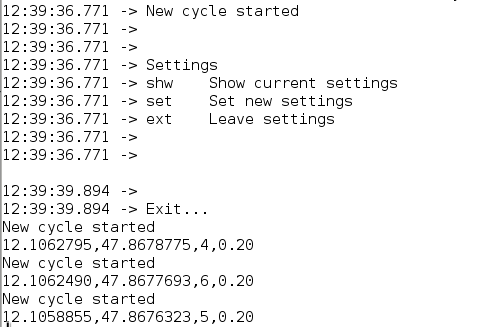 12:39:36.771 -> New cycle started
12:39:36.771 ->
12:39:36.771 ->
12:39:36.771 -> Settings
12:39:36.771 -> shw    Show current settings
12:39:36.771 -> set    Set new settings
12:39:36.771 -> ext    Leave settings
12:39:36.771 ->
12:39:36.771 ->
12:39:39.894 ->
12:39:39.894 -> Exit...
New cycle started
12.1062795,47.8678775,4,0.20
New cycle started
12.1062490,47.8677693,6,0.20
New cycle started
12.1058855,47.8676323,5,0.20